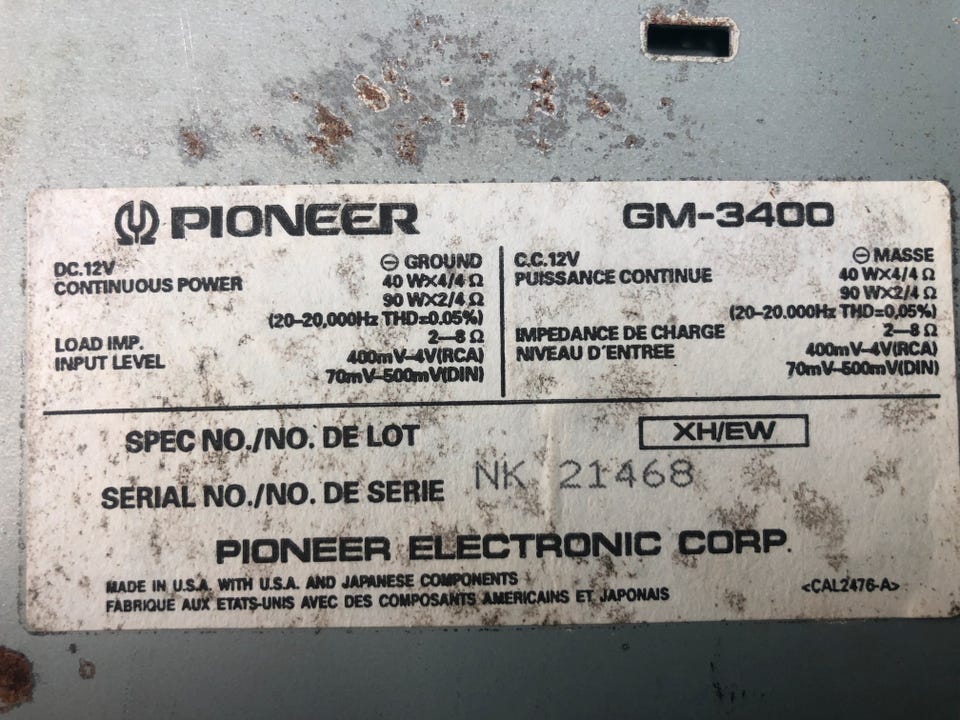 PIONEER GM-3400
DC.12V ⊖ GROUND
CONTINUOUS POWER 40 W×4/4 Ω
90 W×2/4 Ω
(20–20,000Hz THD=0.05%)
LOAD IMP. 2–8 Ω
INPUT LEVEL 400mV–4V(RCA)
70mV–500mV(DIN)
C.C.12V ⊖ MASSE
PUISSANCE CONTINUE 40 W×4/4 Ω
90 W×2/4 Ω
(20–20.000Hz THD=0,05%)
IMPEDANCE DE CHARGE 2–8 Ω
NIVEAU D'ENTREE 400mV–4V(RCA)
70mV–500mV(DIN)
SPEC NO./NO. DE LOT XH/EW
SERIAL NO./NO. DE SERIE NK 21468
PIONEER ELECTRONIC CORP.
MADE IN U.S.A. WITH U.S.A. AND JAPANESE COMPONENTS
FABRIQUE AUX ETATS-UNIS AVEC DES COMPOSANTS AMERICAINS ET JAPONAIS
<CAL2476-A>